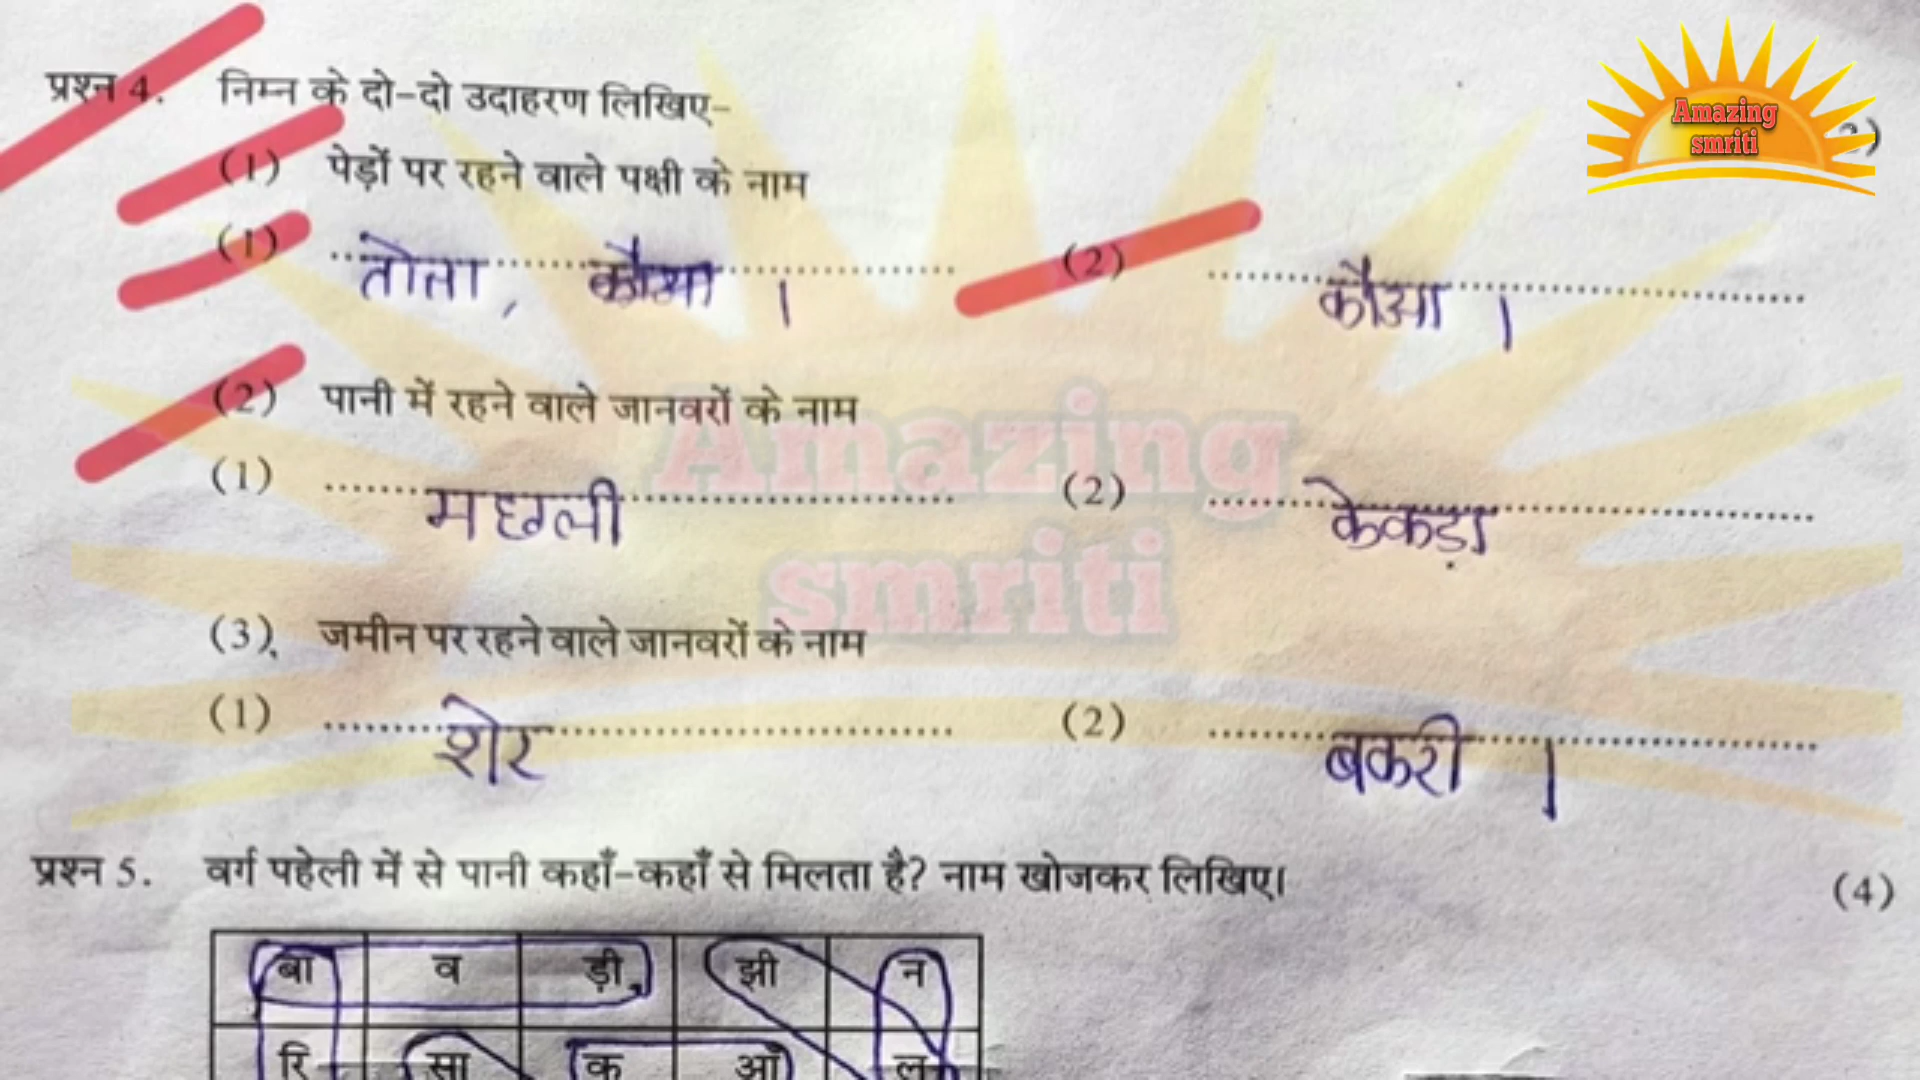 Amazing
smriti
प्रश्न 4. निम्न के दो-दो उदाहरण लिखिए-
(1) पेड़ों पर रहने वाले पक्षी के नाम
(1) तोता, कौआ । (2) कौआ ।
(2) पानी में रहने वाले जानवरों के नाम
(1) मछली (2) केकड़ा
Amazing
smriti
(3) जमीन पर रहने वाले जानवरों के नाम
(1) शेर (2) बकरी ।
प्रश्न 5. वर्ग पहेली में से पानी कहाँ-कहाँ से मिलता है? नाम खोजकर लिखिए। (4)
बा व ड़ी झी न
रि सा क आँ ल